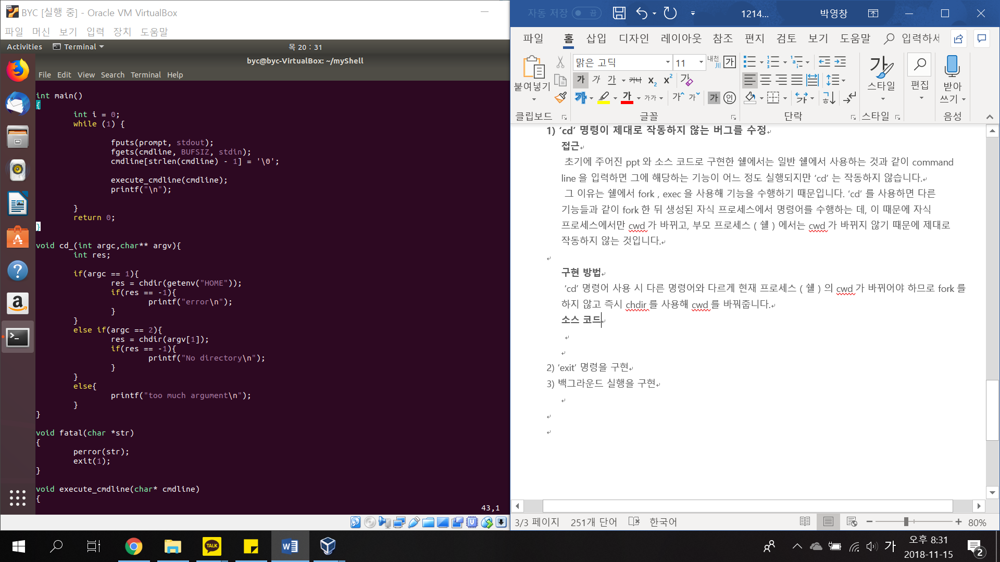 BYC [실행 중] - Oracle VM VirtualBox
파일 머신 보기 입력 장치 도움말
Activities Terminal 목 20 : 31
byc@byc-VirtualBox: ~/myShell
File Edit View Search Terminal Help
int main()
{
int i = 0;
while (1) {
fputs(prompt, stdout);
fgets(cmdline, BUFSIZ, stdin);
cmdline[strlen(cmdline) - 1] = '\0';
execute_cmdline(cmdline);
printf("\n");
}
return 0;
}
void cd_(int argc,char** argv){
int res;
if(argc == 1){
res = chdir(getenv("HOME"));
if(res == -1){
printf("error\n");
}
}
else if(argc == 2){
res = chdir(argv[1]);
if(res == -1){
printf("No directory\n");
}
}
else{
printf("too much argument\n");
}
}
void fatal(char *str)
{
perror(str);
exit(1);
}
void execute_cmdline(char* cmdline)
{
43,1
자동 저장 끔 1214... 박영창
파일 홈 삽입 디자인 레이아웃 참조 편지 검토 보기 도움말 입력하세
붙여넣기
맑은 고딕 11 내천 川 가
가 가 가 가나 X2 X2 가
가 가 가가 가 가 가 인
스타일
편집
받아
쓰기
클립보드 글꼴 단락 스타일 음성
1) ‘cd’ 명령이 제대로 작동하지 않는 버그를 수정
접근
초기에 주어진 ppt 와 소스 코드로 구현한 쉘에서는 일반 쉘에서 사용하는 것과 같이 command
line 을 입력하면 그에 해당하는 기능이 어느 정도 실행되지만 ‘cd’ 는 작동하지 않습니다.
그 이유는 쉘에서 fork , exec 을 사용해 기능을 수행하기 때문입니다. ‘cd’ 를 사용하면 다른
기능들과 같이 fork 한 뒤 생성된 자식 프로세스에서 명령어를 수행하는 데, 이 때문에 자식
프로세스에서만 cwd 가 바뀌고, 부모 프로세스 ( 쉘 ) 에서는 cwd 가 바뀌지 않기 때문에 제대로
작동하지 않는 것입니다.
구현 방법
‘cd’ 명령어 사용 시 다른 명령어와 다르게 현재 프로세스 ( 쉘 ) 의 cwd 가 바뀌어야 하므로 fork 를
하지 않고 즉시 chdir 를 사용해 cwd 를 바꿔줍니다.
소스 코드
2) ‘exit’ 명령을 구현
3) 백그라운드 실행을 구현
3/3 페이지 251개 단어 한국어 80%
TALK
가
오후 8:31
2018-11-15
2